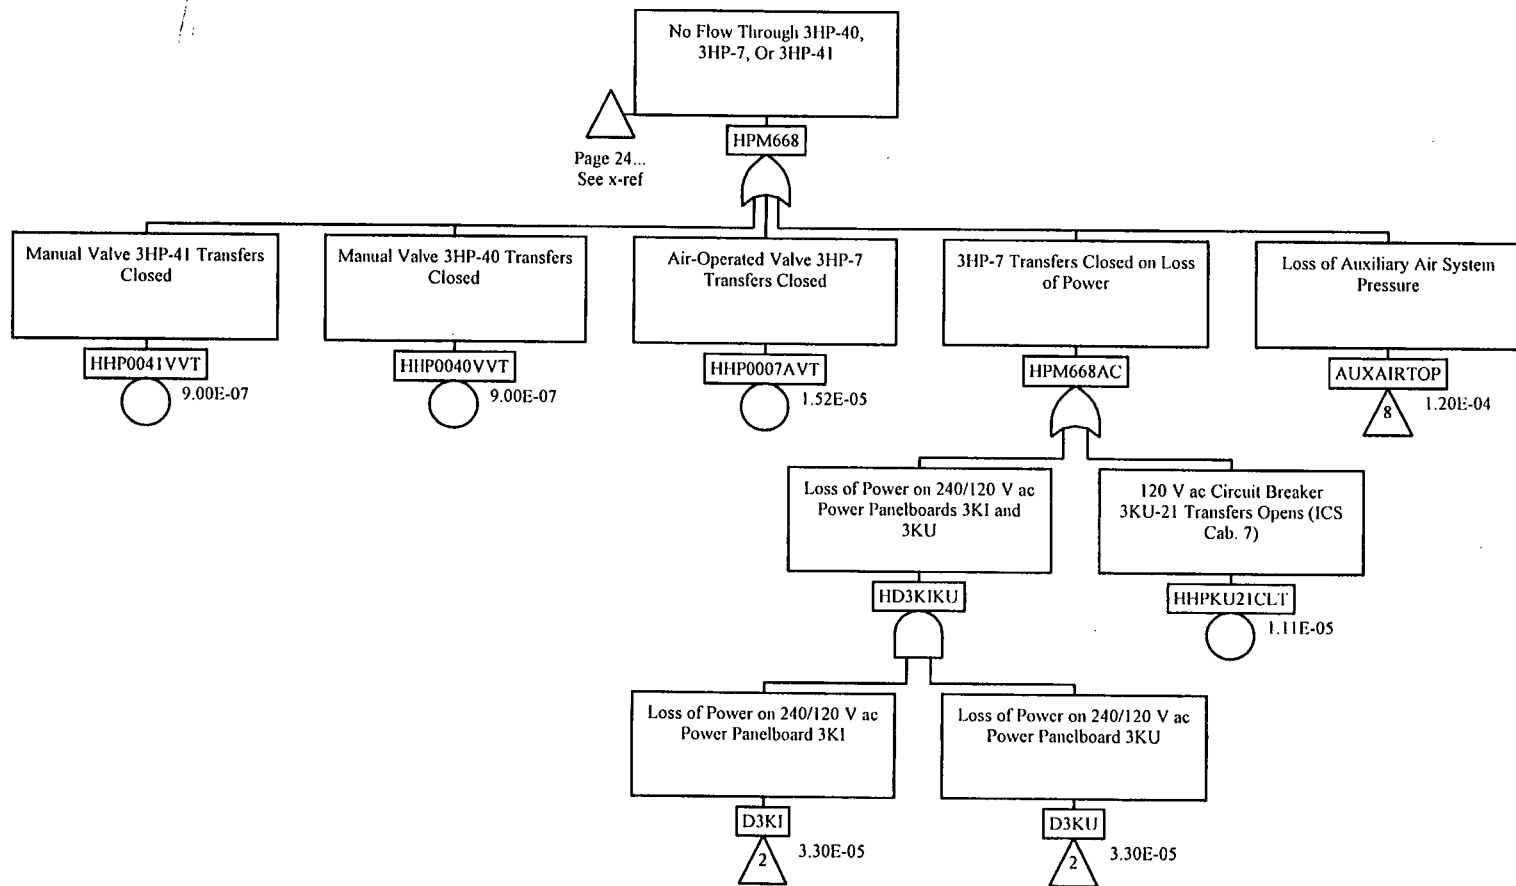 No Flow Through 3HP-40,
3HP-7, Or 3HP-41
HPM668
Page 24...
See x-ref
Manual Valve 3HP-41 Transfers
Closed
HHP0041VVT
9.00E-07
Manual Valve 3HP-40 Transfers
Closed
HHP0040VVT
9.00E-07
Air-Operated Valve 3HP-7
Transfers Closed
HHP0007AVT
1.52E-05
3HP-7 Transfers Closed on Loss
of Power
HPM668AC
Loss of Auxiliary Air System
Pressure
AUXAIRTOP
8
1.20E-04
Loss of Power on 240/120 V ac
Power Panelboards 3KI and
3KU
HD3KIKU
120 V ac Circuit Breaker
3KU-21 Transfers Opens (ICS
Cab. 7)
HHPKU21CLT
1.11E-05
Loss of Power on 240/120 V ac
Power Panelboard 3KI
D3KI
2
3.30E-05
Loss of Power on 240/120 V ac
Power Panelboard 3KU
D3KU
2
3.30E-05